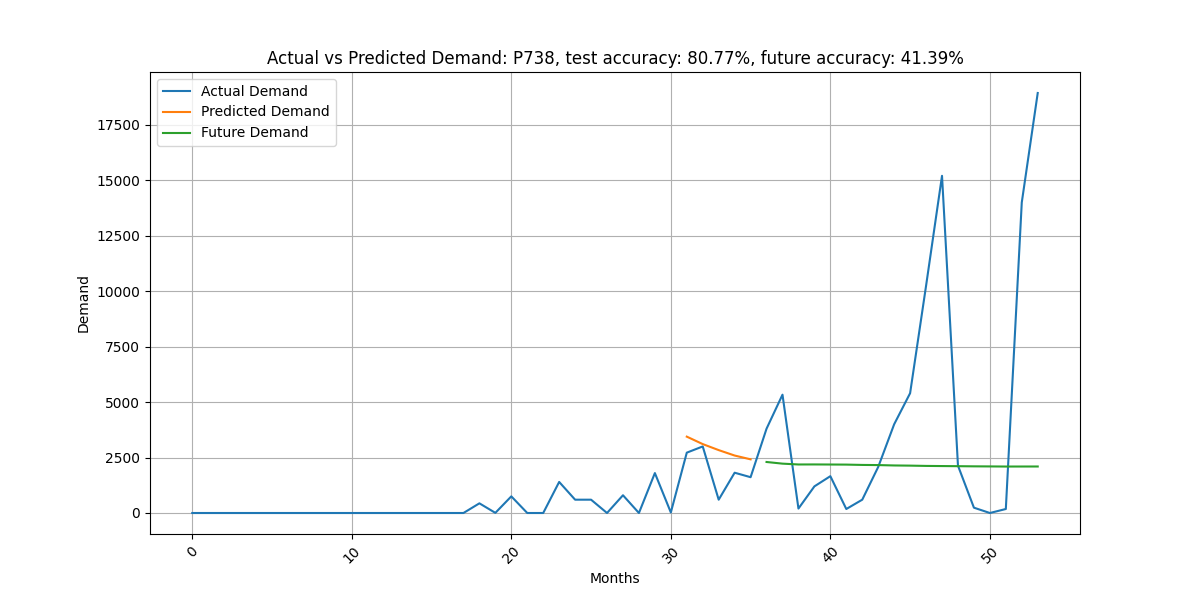 Actual vs Predicted Demand: P738, test accuracy: 80.77%, future accuracy: 41.39%
Actual Demand
Predicted Demand
Future Demand
17500
15000
12500
10000
7500
5000
2500
0
Demand
0 10 20 30 40 50
Months